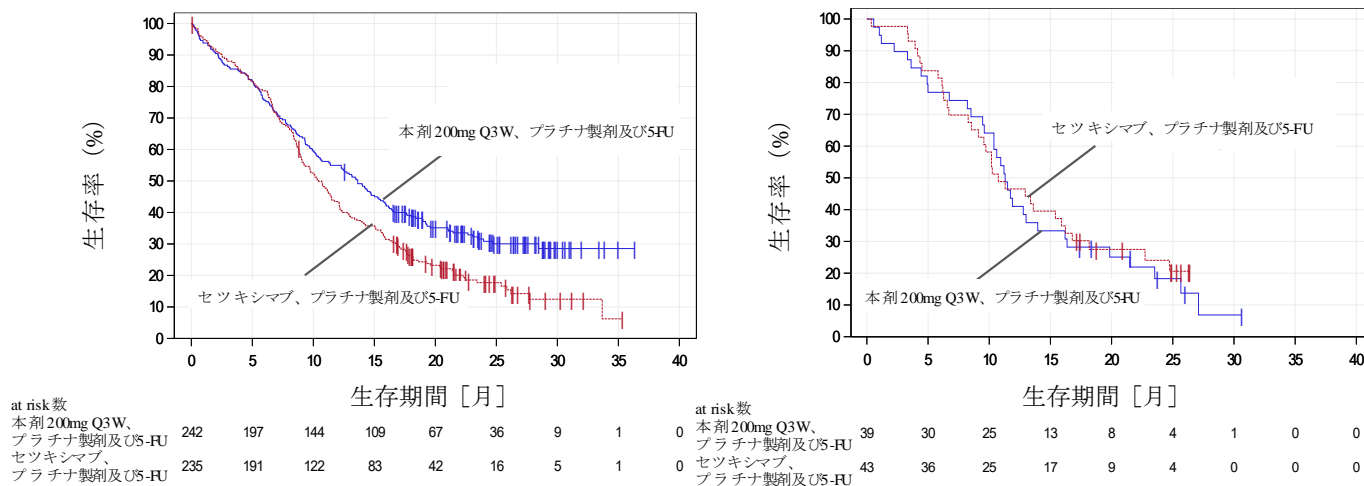 100
90
80
70
60
50
40
30
20
10
0
生存率 (%)
本剤200mg Q3W、プラチナ製剤及び5-FU
セツキシマブ、プラチナ製剤及び5-FU
0 5 10 15 20 25 30 35 40
生存期間 [月]
at risk数
本剤200mg Q3W、
プラチナ製剤及び5-FU
242 197 144 109 67 36 9 1 0
セツキシマブ、
プラチナ製剤及び5-FU
235 191 122 83 42 16 5 1 0
100
90
80
70
60
50
40
30
20
10
0
生存率 (%)
セツキシマブ、プラチナ製剤及び5-FU
本剤200mg Q3W、プラチナ製剤及び5-FU
0 5 10 15 20 25 30 35 40
生存期間 [月]
at risk数
本剤200mg Q3W、
プラチナ製剤及び5-FU
39 30 25 13 8 4 1 0 0
セツキシマブ、
プラチナ製剤及び5-FU
43 36 25 17 9 4 0 0 0